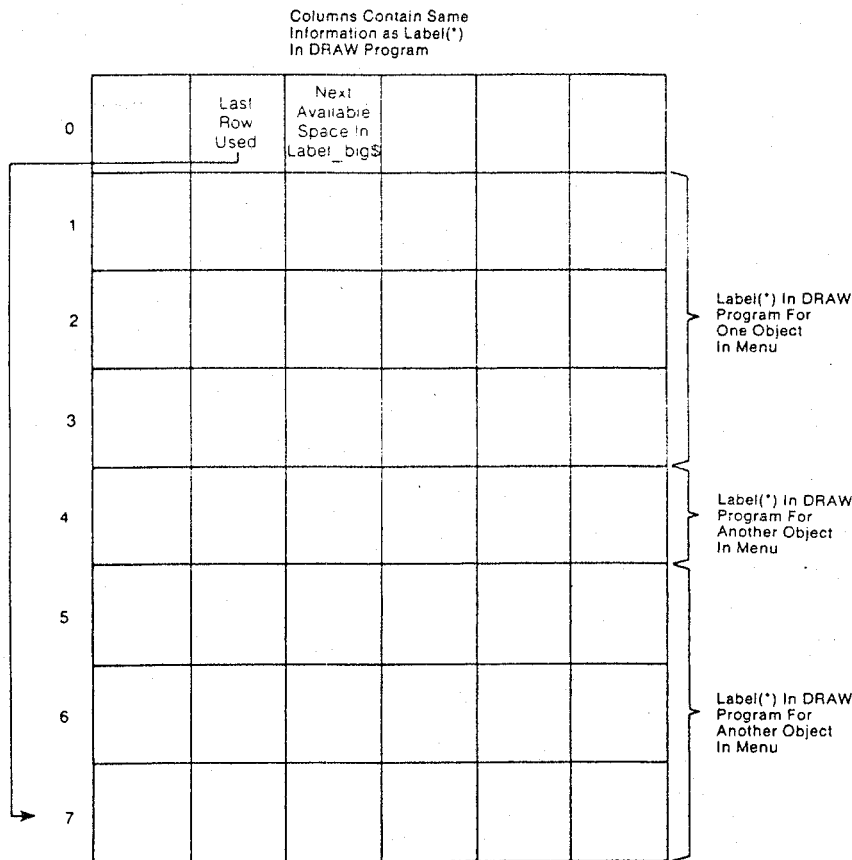 Columns Contain Same
Information as Label(*)
In DRAW Program
0
Last
Row
Used
Next
Available
Space In
Label_big$
1
2
3
Label(*) In DRAW
Program For
One Object
In Menu
4
Label(*) In DRAW
Program For
Another Object
In Menu
5
6
Label(*) In DRAW
Program For
Another Object
In Menu
7